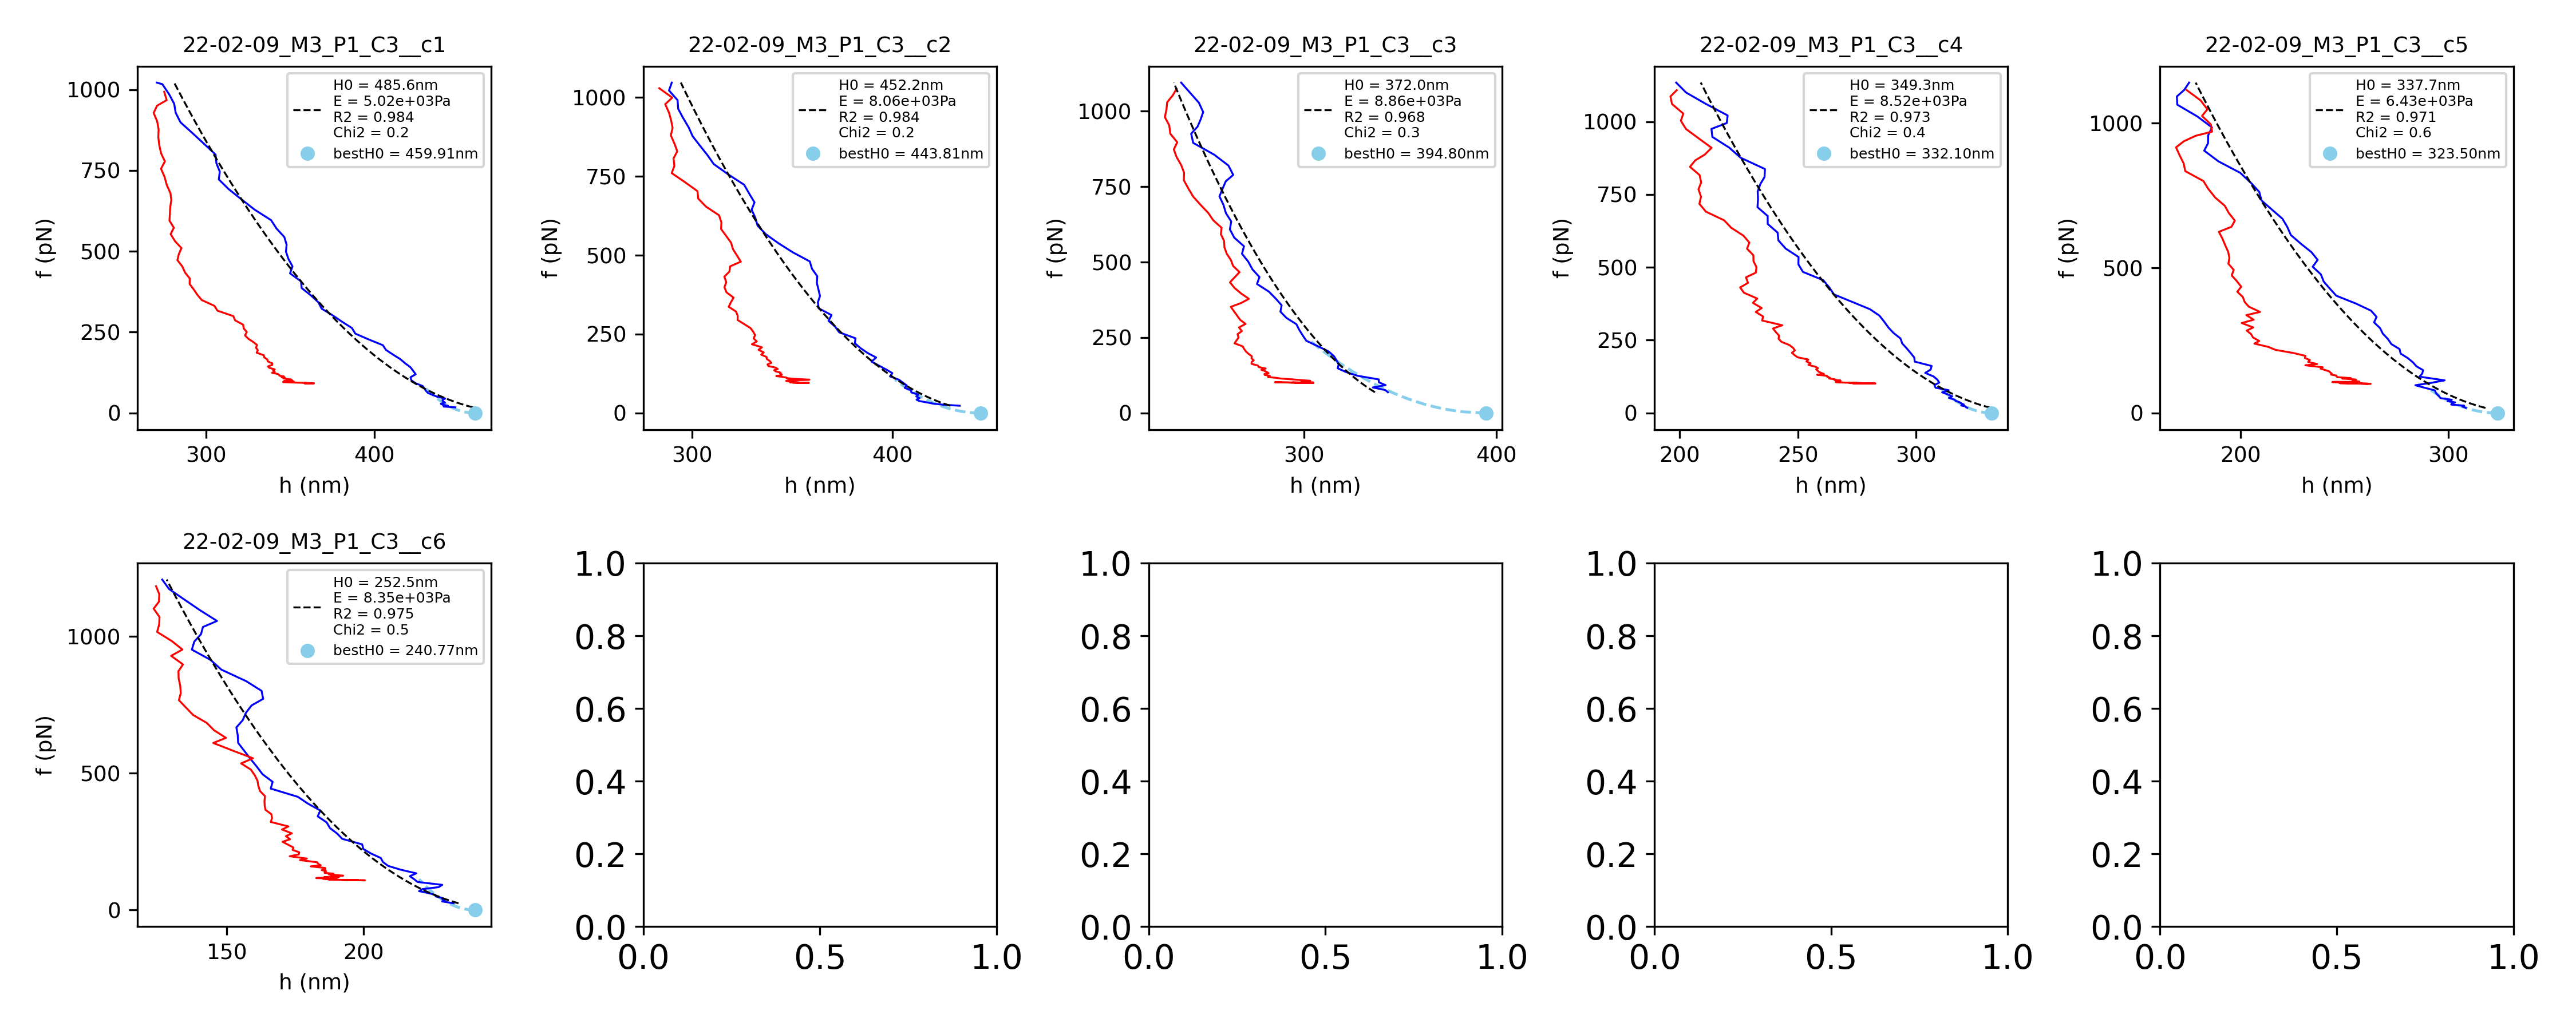 22-02-09_M3_P1_C3__c1
H0 = 485.6nm
E = 5.02e+03Pa
R2 = 0.984
Chi2 = 0.2
bestH0 = 459.91nm
1000
750
500
250
0
f (pN)
300 400
h (nm)
22-02-09_M3_P1_C3__c2
H0 = 452.2nm
E = 8.06e+03Pa
R2 = 0.984
Chi2 = 0.2
bestH0 = 443.81nm
1000
750
500
250
0
f (pN)
300 400
h (nm)
22-02-09_M3_P1_C3__c3
H0 = 372.0nm
E = 8.86e+03Pa
R2 = 0.968
Chi2 = 0.3
bestH0 = 394.80nm
1000
750
500
250
0
f (pN)
300 400
h (nm)
22-02-09_M3_P1_C3__c4
H0 = 349.3nm
E = 8.52e+03Pa
R2 = 0.973
Chi2 = 0.4
bestH0 = 332.10nm
1000
750
500
250
0
f (pN)
200 250 300
h (nm)
22-02-09_M3_P1_C3__c5
H0 = 337.7nm
E = 6.43e+03Pa
R2 = 0.971
Chi2 = 0.6
bestH0 = 323.50nm
1000
500
0
f (pN)
200 300
h (nm)
22-02-09_M3_P1_C3__c6
H0 = 252.5nm
E = 8.35e+03Pa
R2 = 0.975
Chi2 = 0.5
bestH0 = 240.77nm
1000
500
0
f (pN)
150 200
h (nm)
1.0
0.8
0.6
0.4
0.2
0.0
0.0 0.5 1.0
1.0
0.8
0.6
0.4
0.2
0.0
0.0 0.5 1.0
1.0
0.8
0.6
0.4
0.2
0.0
0.0 0.5 1.0
1.0
0.8
0.6
0.4
0.2
0.0
0.0 0.5 1.0